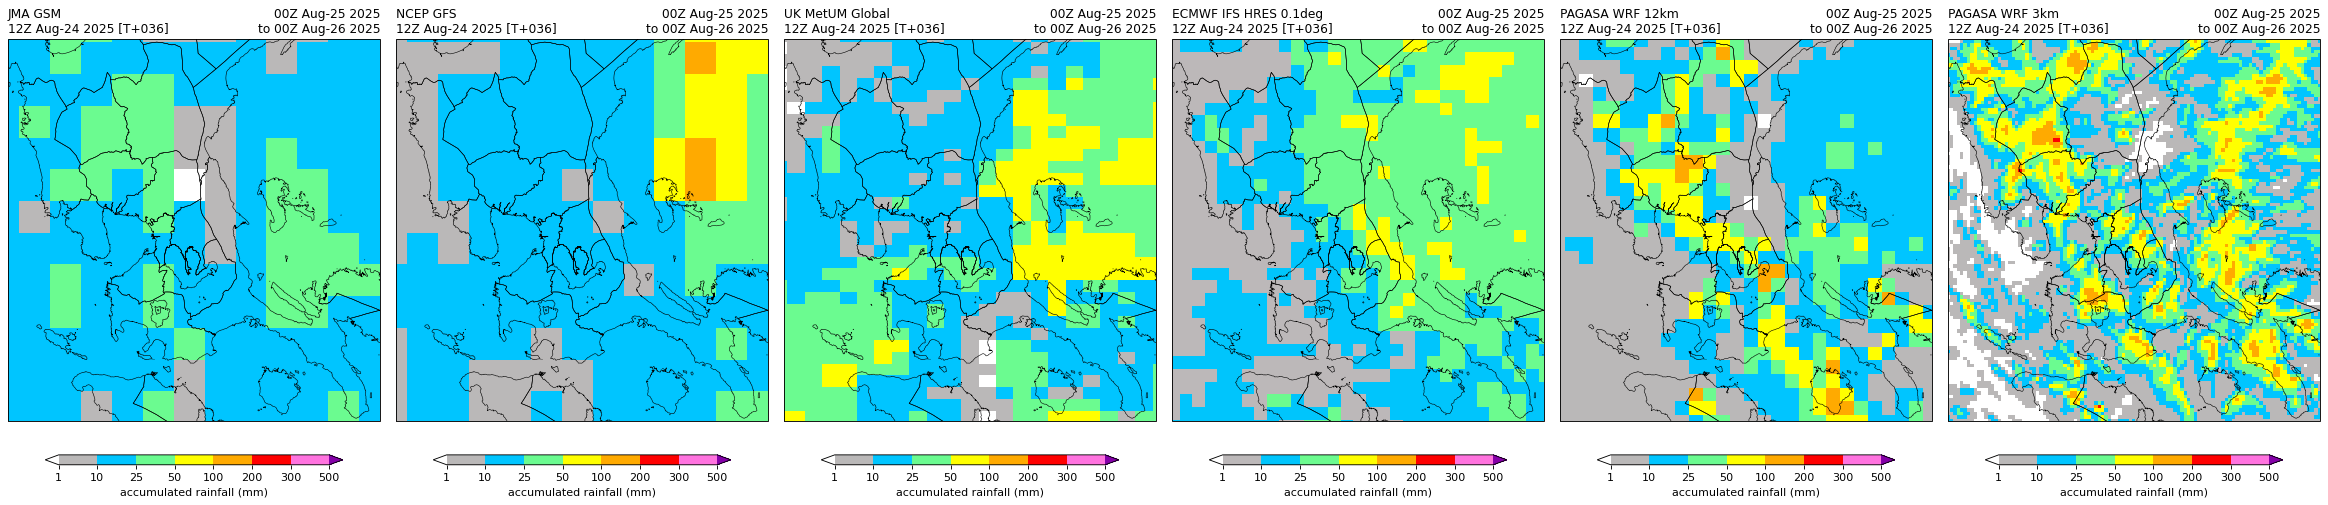 JMA GSM 00Z Aug-25 2025
12Z Aug-24 2025 [T+036] to 00Z Aug-26 2025
1 10 25 50 100 200 300 500
accumulated rainfall (mm)
NCEP GFS 00Z Aug-25 2025
12Z Aug-24 2025 [T+036] to 00Z Aug-26 2025
1 10 25 50 100 200 300 500
accumulated rainfall (mm)
UK MetUM Global 00Z Aug-25 2025
12Z Aug-24 2025 [T+036] to 00Z Aug-26 2025
1 10 25 50 100 200 300 500
accumulated rainfall (mm)
ECMWF IFS HRES 0.1deg 00Z Aug-25 2025
12Z Aug-24 2025 [T+036] to 00Z Aug-26 2025
1 10 25 50 100 200 300 500
accumulated rainfall (mm)
PAGASA WRF 12km 00Z Aug-25 2025
12Z Aug-24 2025 [T+036] to 00Z Aug-26 2025
1 10 25 50 100 200 300 500
accumulated rainfall (mm)
PAGASA WRF 3km 00Z Aug-25 2025
12Z Aug-24 2025 [T+036] to 00Z Aug-26 2025
1 10 25 50 100 200 300 500
accumulated rainfall (mm)